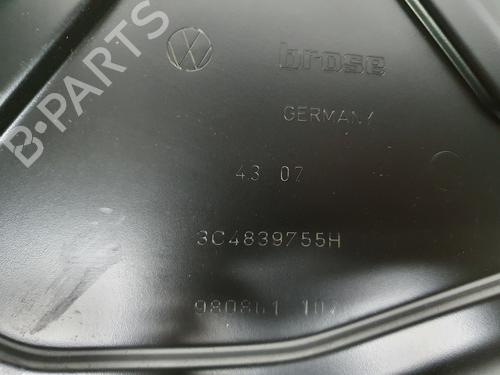 B-PARTS
brose
GERMANY
43 07
3C4839755H